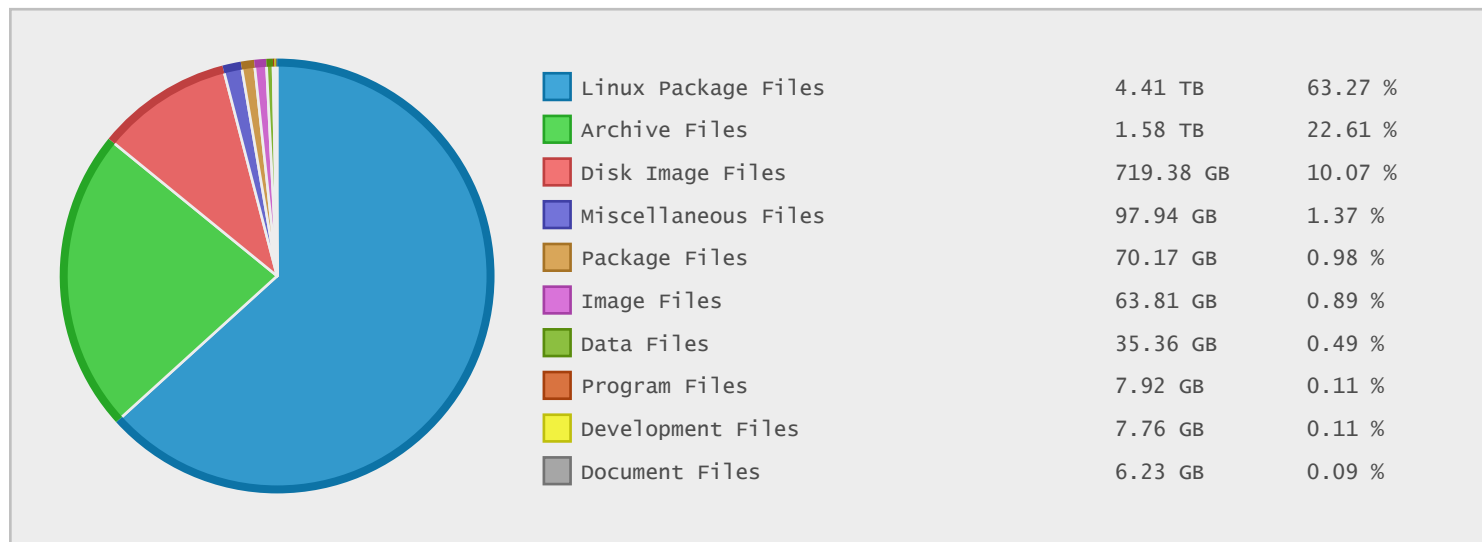 Linux Package Files 4.41 TB 63.27 %
Archive Files 1.58 TB 22.61 %
Disk Image Files 719.38 GB 10.07 %
Miscellaneous Files 97.94 GB 1.37 %
Package Files 70.17 GB 0.98 %
Image Files 63.81 GB 0.89 %
Data Files 35.36 GB 0.49 %
Program Files 7.92 GB 0.11 %
Development Files 7.76 GB 0.11 %
Document Files 6.23 GB 0.09 %